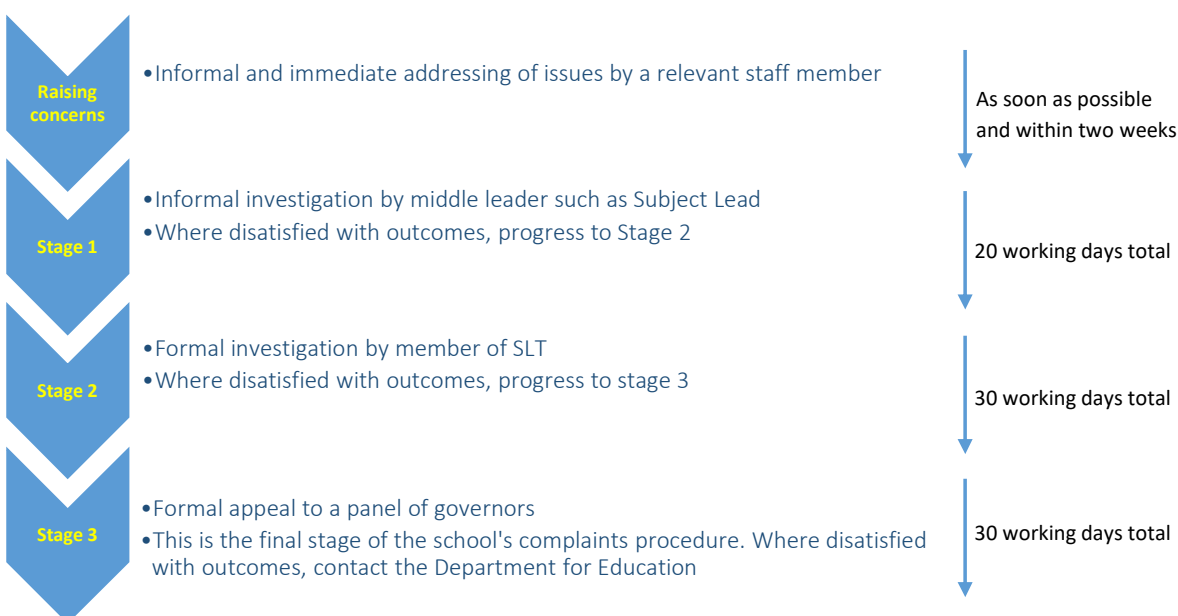 Raising
concerns
•Informal and immediate addressing of issues by a relevant staff member
As soon as possible
and within two weeks
Stage 1
•Informal investigation by middle leader such as Subject Lead
•Where disatisfied with outcomes, progress to Stage 2
20 working days total
Stage 2
•Formal investigation by member of SLT
•Where disatisfied with outcomes, progress to stage 3
30 working days total
Stage 3
•Formal appeal to a panel of governors
•This is the final stage of the school's complaints procedure. Where disatisfied
with outcomes, contact the Department for Education
30 working days total